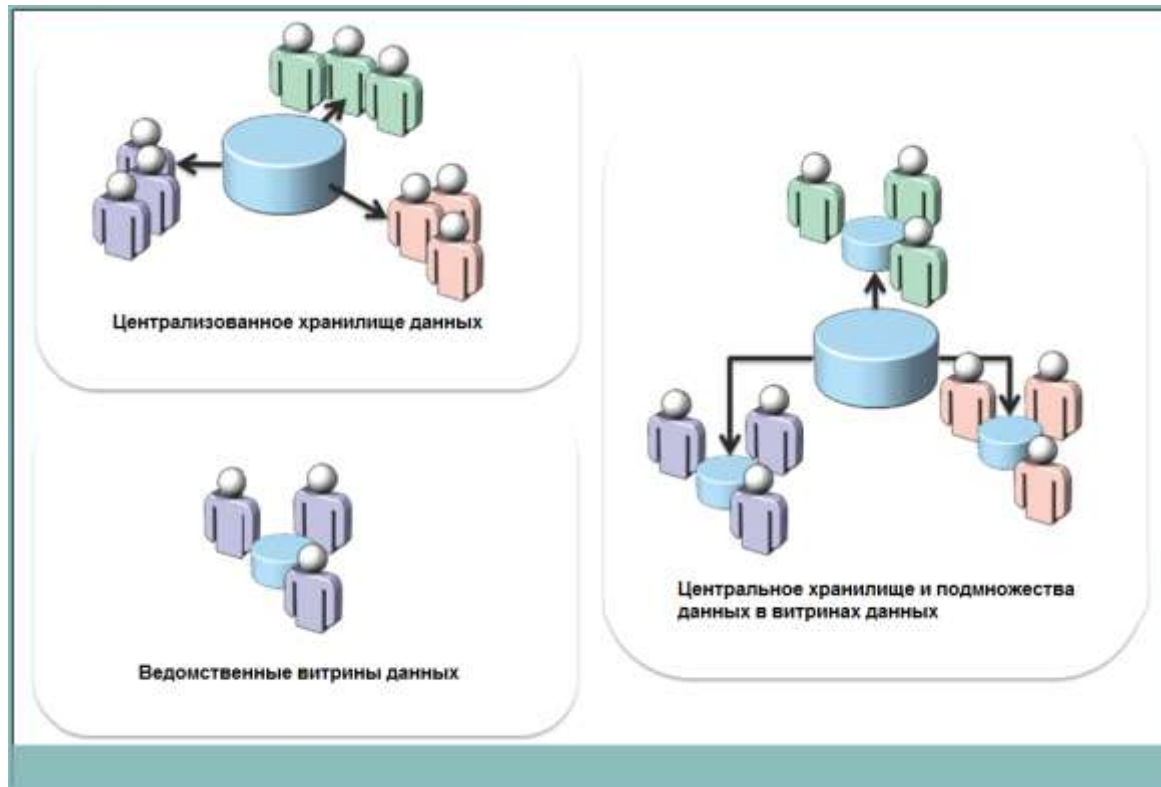 Централизованное хранилище данных
Ведомственные витрины данных
Центральное хранилище и подмножества
данных в витринах данных